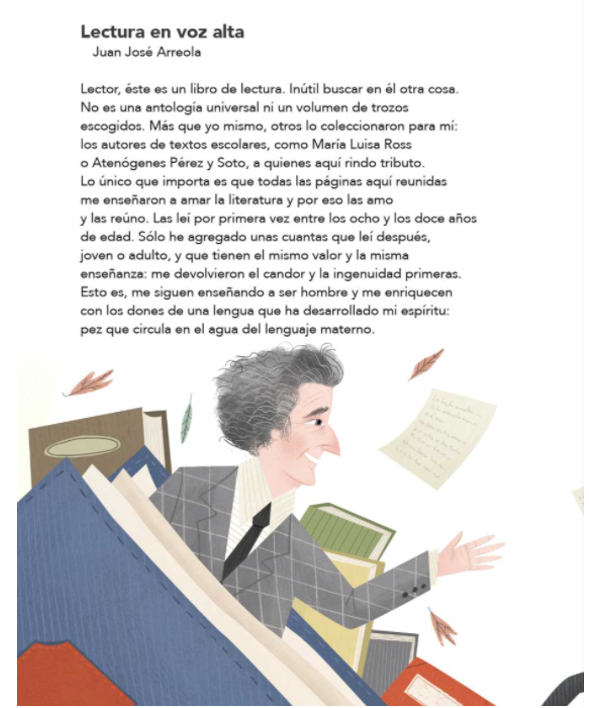 Lectura en voz alta
Juan José Arreola
Lector, éste es un libro de lectura. Inútil buscar en él otra cosa.
No es una antología universal ni un volumen de trozos
escogidos. Más que yo mismo, otros lo coleccionaron para mí:
los autores de textos escolares, como María Luisa Ross
o Atenógenes Pérez y Soto, a quienes aquí rindo tributo.
Lo único que importa es que todas las páginas aquí reunidas
me enseñaron a amar la literatura y por eso las amo
y las reúno. Las leí por primera vez entre los ocho y los doce años
de edad. Sólo he agregado unas cuantas que leí después,
joven o adulto, y que tienen el mismo valor y la misma
enseñanza: me devolvieron el candor y la ingenuidad primeras.
Esto es, me siguen enseñando a ser hombre y me enriquecen
con los dones de una lengua que ha desarrollado mi espíritu:
pez que circula en el agua del lenguaje materno.